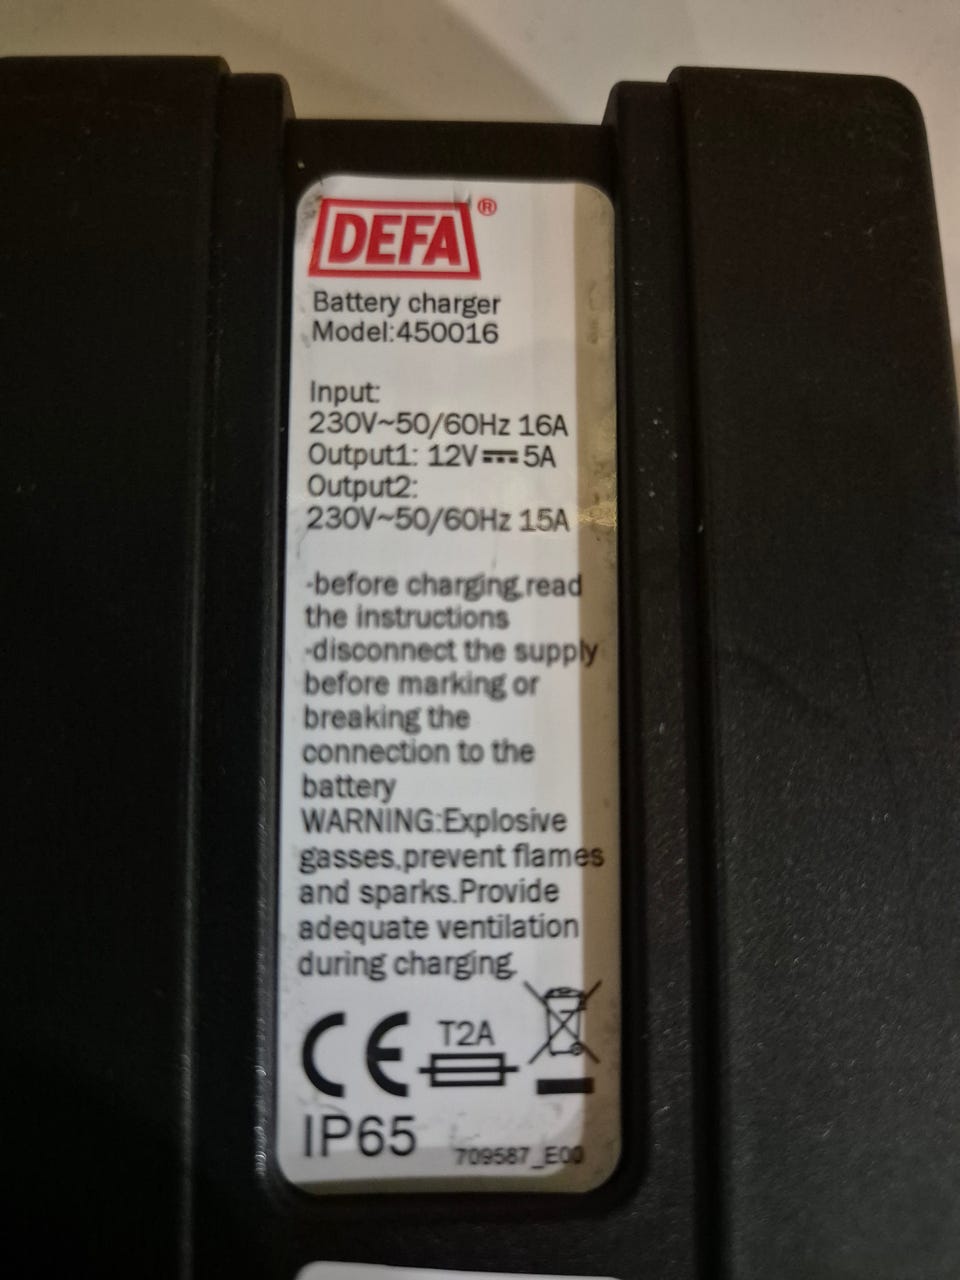 DEFA®
Battery charger
Model:450016
Input:
230V~50/60Hz 16A
Output1: 12V⎓5A
Output2:
230V~50/60Hz 15A
-before charging,read
the instructions
-disconnect the supply
before marking or
breaking the
connection to the
battery
WARNING:Explosive
gasses,prevent flames
and sparks.Provide
adequate ventilation
during charging.
CE T2A
IP65 709587_E00